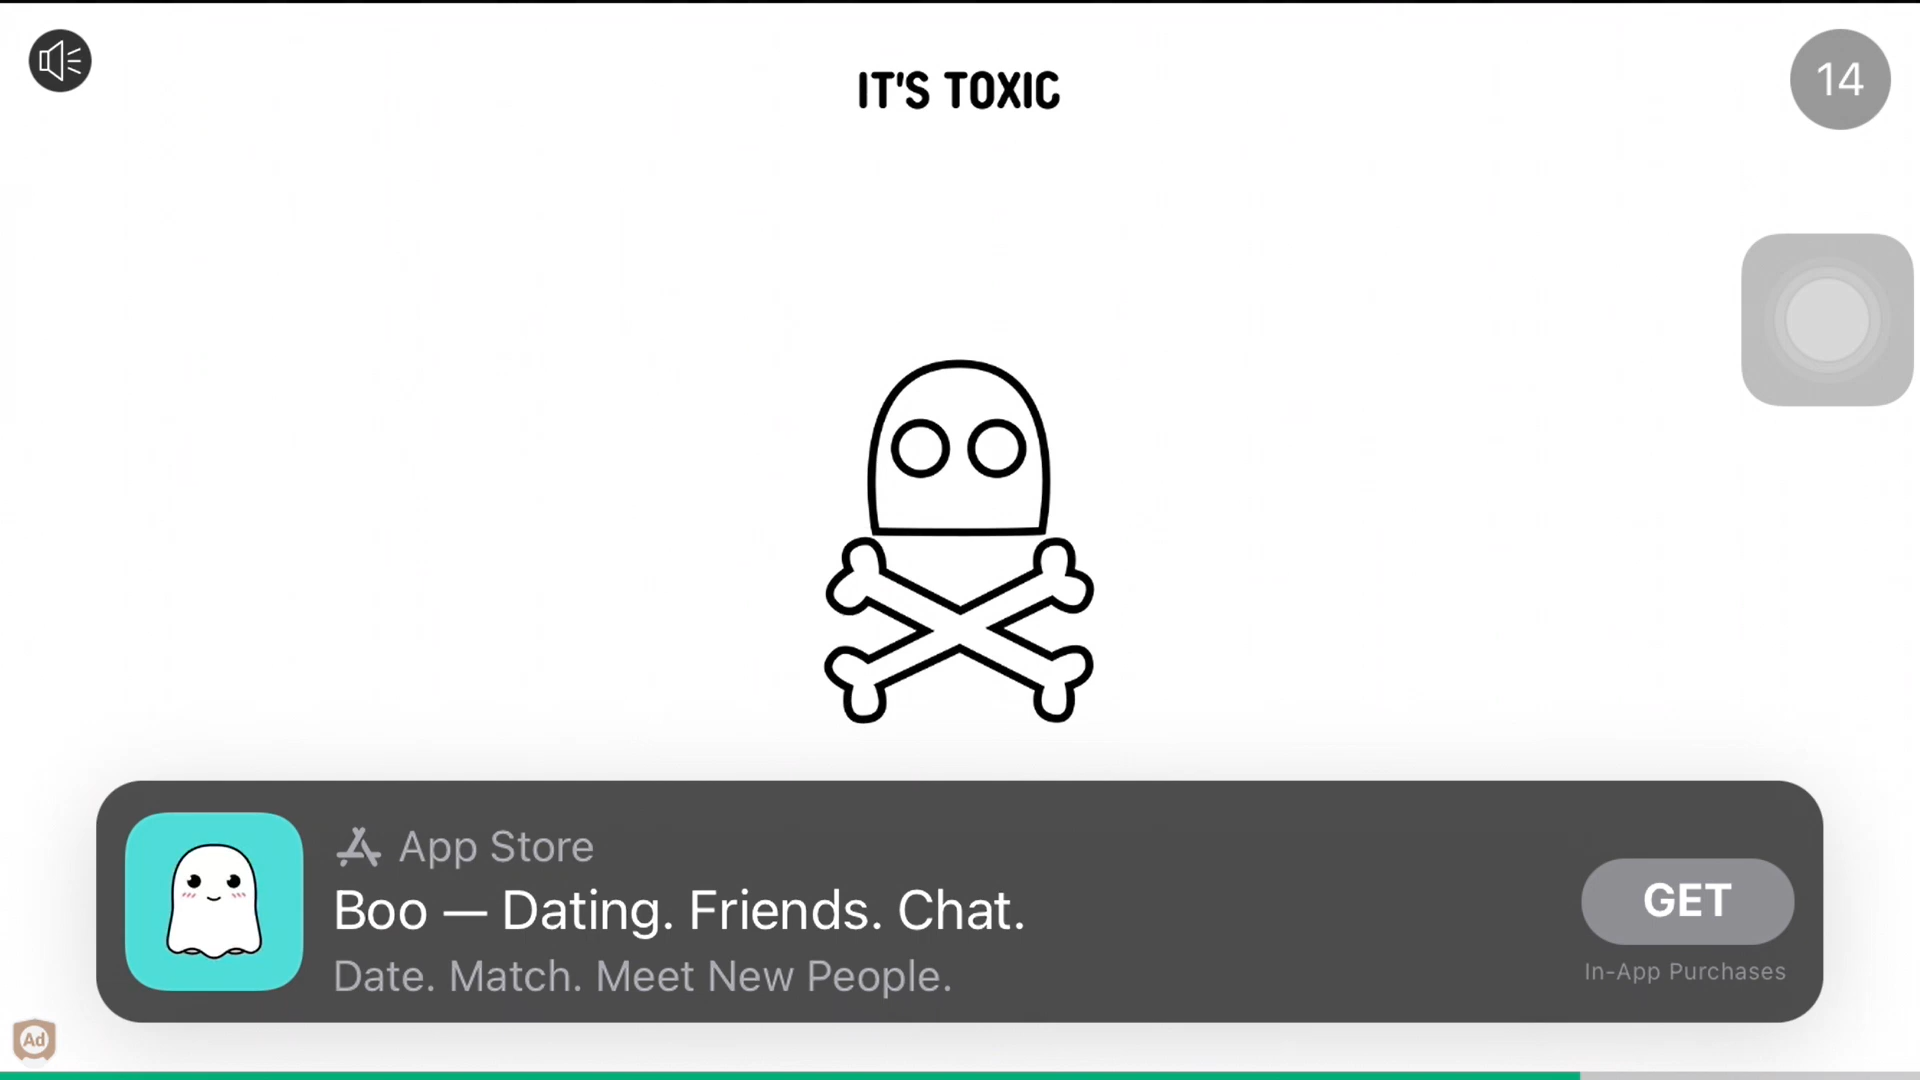 IT'S TOXIC
14
App Store
Boo — Dating. Friends. Chat.
Date. Match. Meet New People.
GET
In-App Purchases
Ad